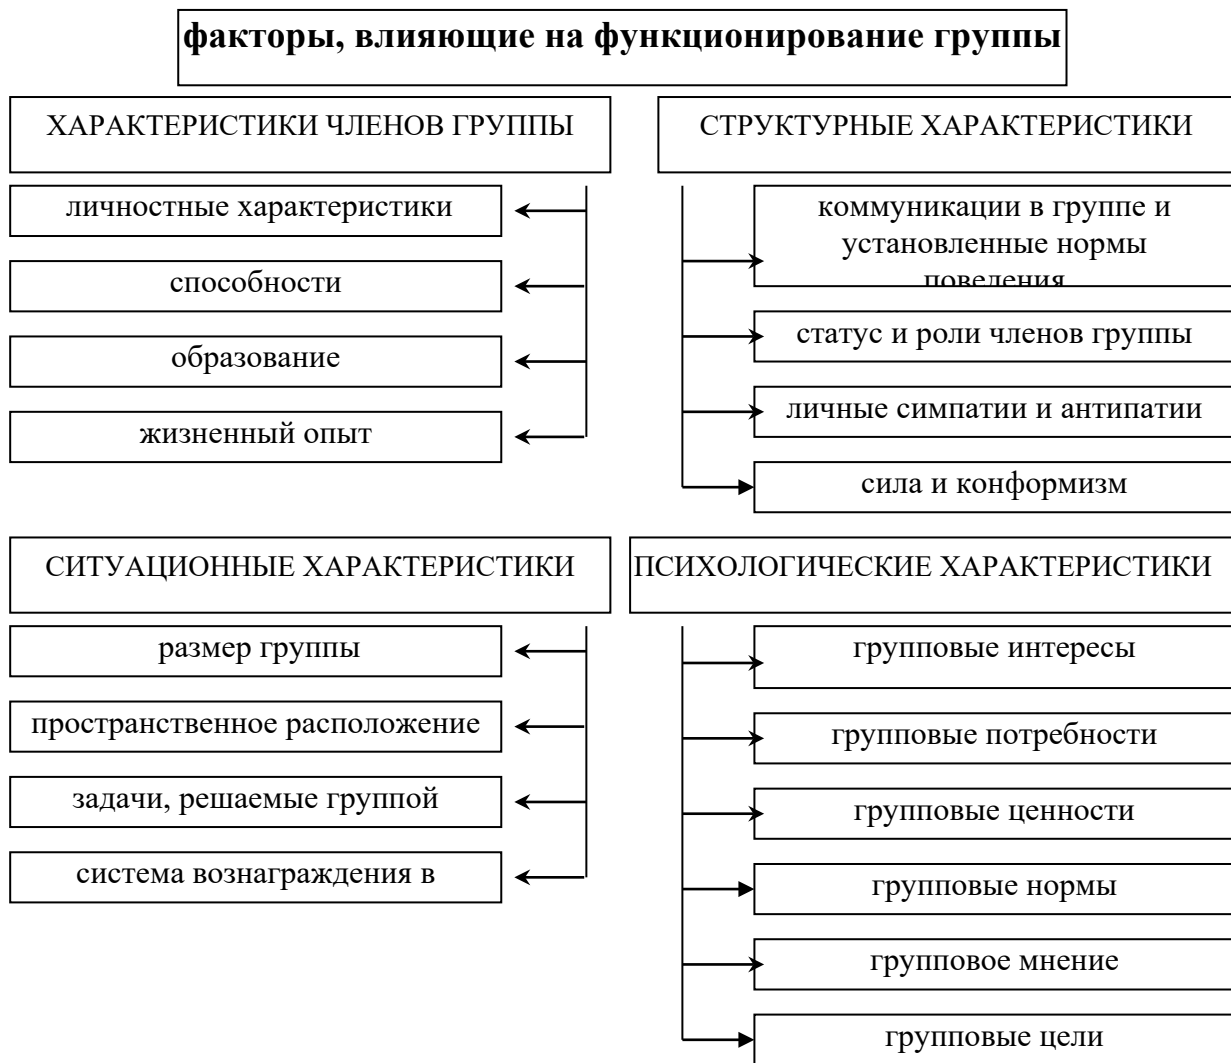 факторы, влияющие на функционирование группы
ХАРАКТЕРИСТИКИ ЧЛЕНОВ ГРУППЫ
личностные характеристики
способности
образование
жизненный опыт
СТРУКТУРНЫЕ ХАРАКТЕРИСТИКИ
коммуникации в группе и
установленные нормы
поведения
статус и роли членов группы
личные симпатии и антипатии
сила и конформизм
СИТУАЦИОННЫЕ ХАРАКТЕРИСТИКИ
размер группы
пространственное расположение
задачи, решаемые группой
система вознаграждения в
ПСИХОЛОГИЧЕСКИЕ ХАРАКТЕРИСТИКИ
групповые интересы
групповые потребности
групповые ценности
групповые нормы
групповое мнение
групповые цели